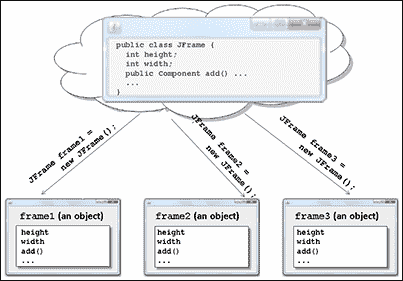 public class JFrame {
int height;
int width;
public Component add() ...
...
}
JFrame frame1 =
new JFrame();
JFrame frame2 =
new JFrame();
JFrame frame3 =
new JFrame();
frame1 (an object)
height
width
add()
...
frame2 (an object)
height
width
add()
...
frame3 (an object)
height
width
add()
...